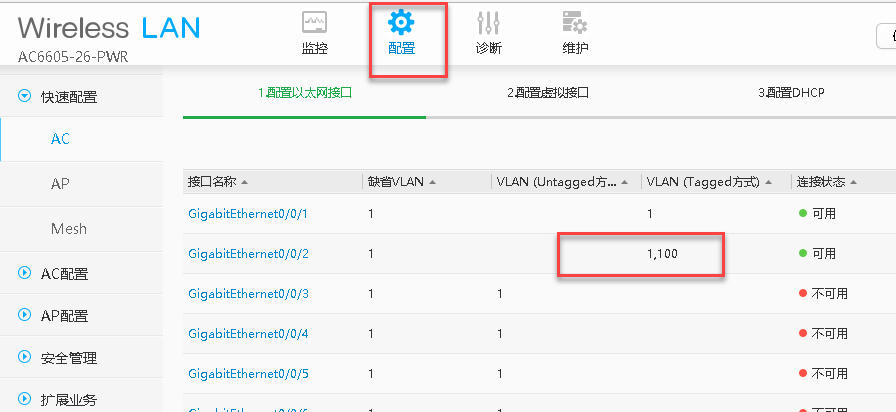 Wireless LAN
AC6605-26-PWR
监控
配置
诊断
维护
快速配置
AC
AP
Mesh
AC配置
AP配置
安全管理
扩展业务
1.配置以太网接口
2.配置虚拟接口
3.配置DHCP
接口名称 缺省VLAN VLAN (Untagged方... VLAN (Tagged方式) 连接状态
GigabitEthernet0/0/1 1 1 可用
GigabitEthernet0/0/2 1 1,100 可用
GigabitEthernet0/0/3 1 1 不可用
GigabitEthernet0/0/4 1 1 不可用
GigabitEthernet0/0/5 1 1 不可用